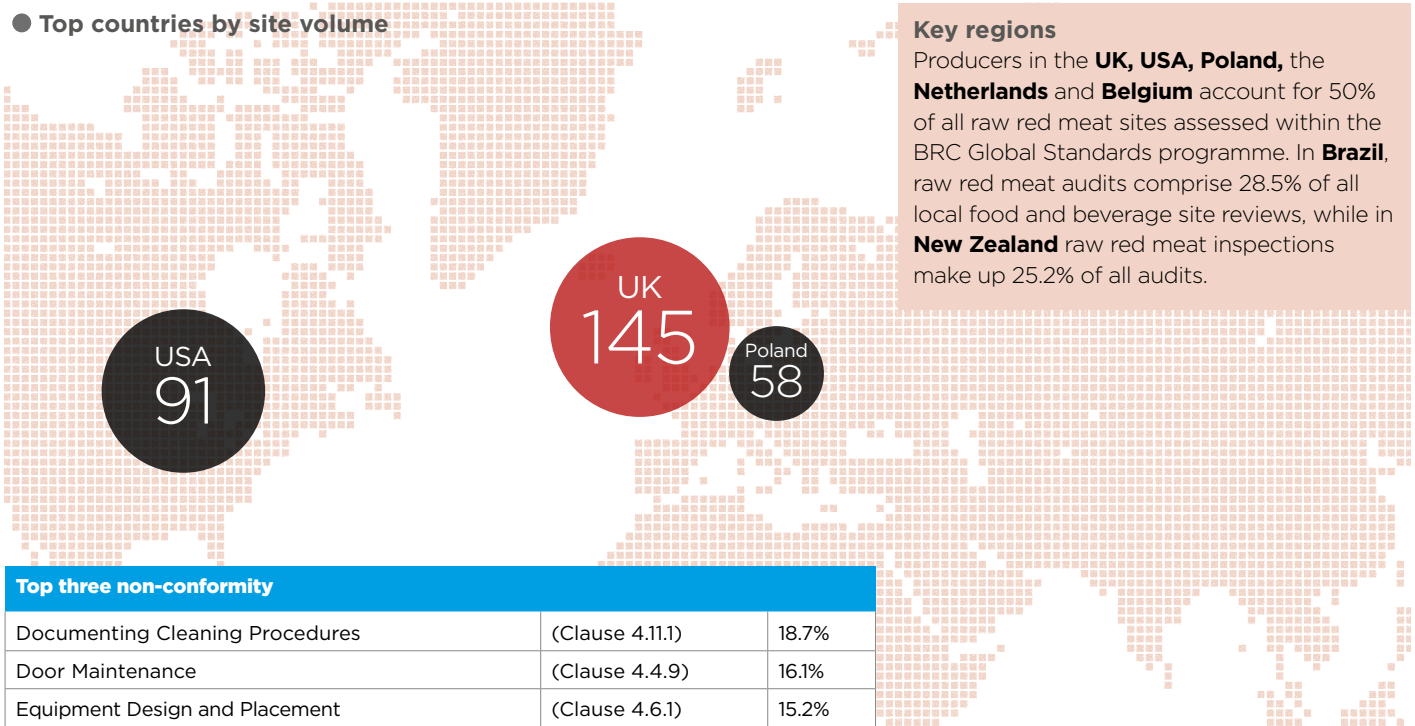 Top countries by site volume
Key regions
Producers in the UK, USA, Poland, the
Netherlands and Belgium account for 50%
of all raw red meat sites assessed within the
BRC Global Standards programme. In Brazil,
raw red meat audits comprise 28.5% of all
local food and beverage site reviews, while in
New Zealand raw red meat inspections
make up 25.2% of all audits.
UK
145
USA
91
Poland
58
Top three non-conformity
Documenting Cleaning Procedures (Clause 4.11.1) 18.7%
Door Maintenance (Clause 4.4.9) 16.1%
Equipment Design and Placement (Clause 4.6.1) 15.2%